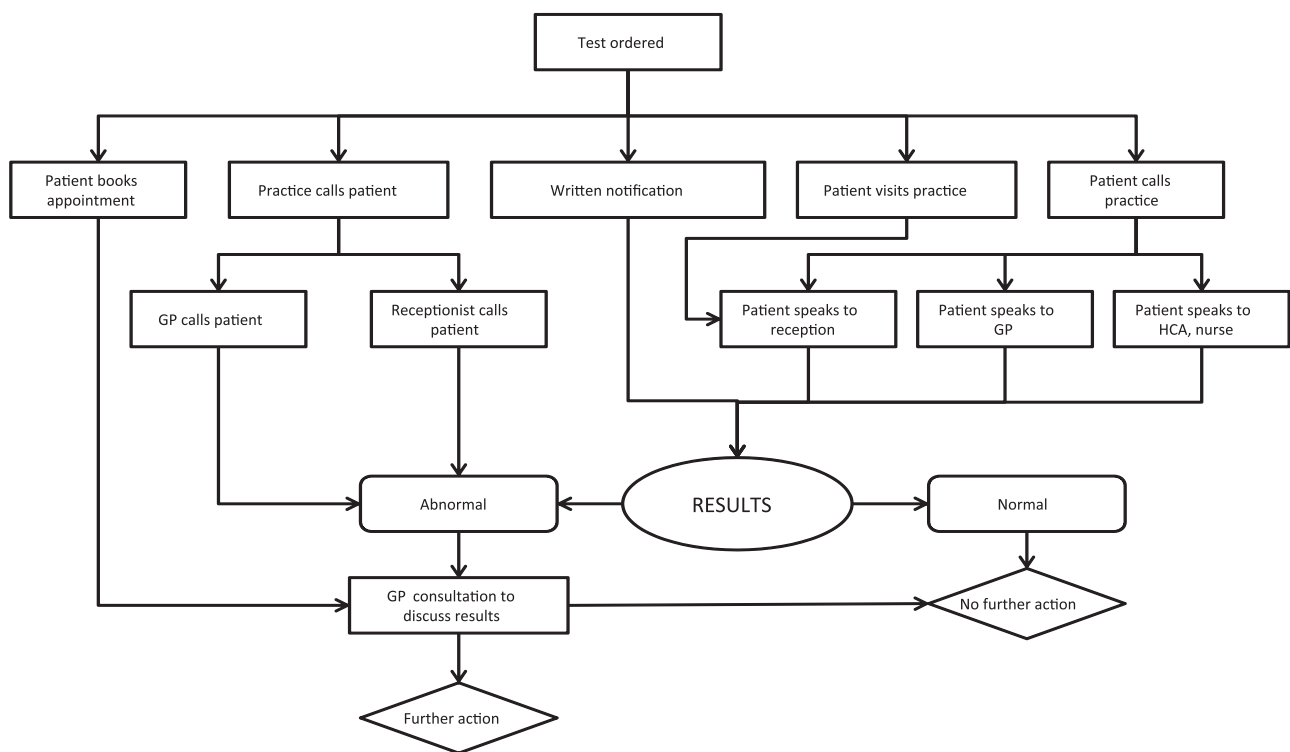 Test ordered
Patient books
appointment
Practice calls patient
Written notification
Patient visits practice
Patient calls
practice
GP calls patient
Receptionist calls
patient
Patient speaks to
reception
Patient speaks to
GP
Patient speaks to
HCA, nurse
Abnormal
RESULTS
Normal
GP consultation to
discuss results
No further action
Further action